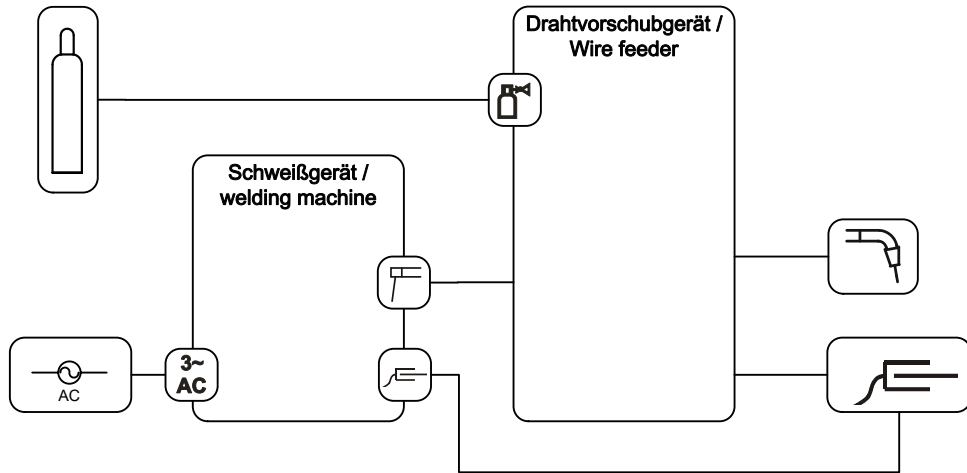 Drahtvorschubgerät /
Wire feeder
Schweißgerät /
welding machine
3~
AC
AC